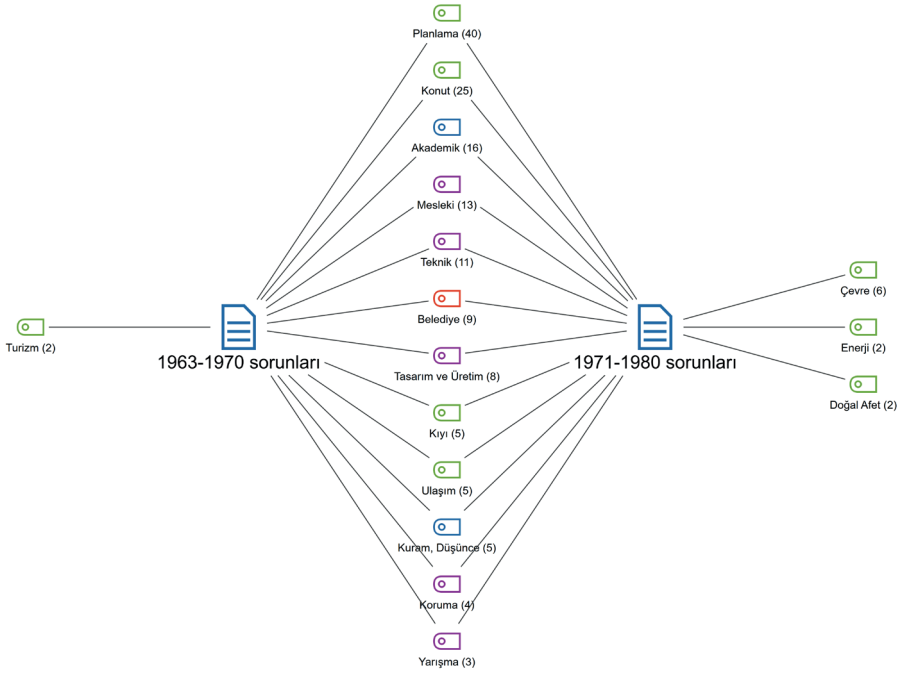 Planlama (40)
Konut (25)
Akademik (16)
Mesleki (13)
Teknik (11)
Belediye (9)
Tasarım ve Üretim (8)
Kıyı (5)
Ulaşım (5)
Kuram, Düşünce (5)
Koruma (4)
Yarışma (3)
Turizm (2)
1963-1970 sorunları
1971-1980 sorunları
Çevre (6)
Enerji (2)
Doğal Afet (2)